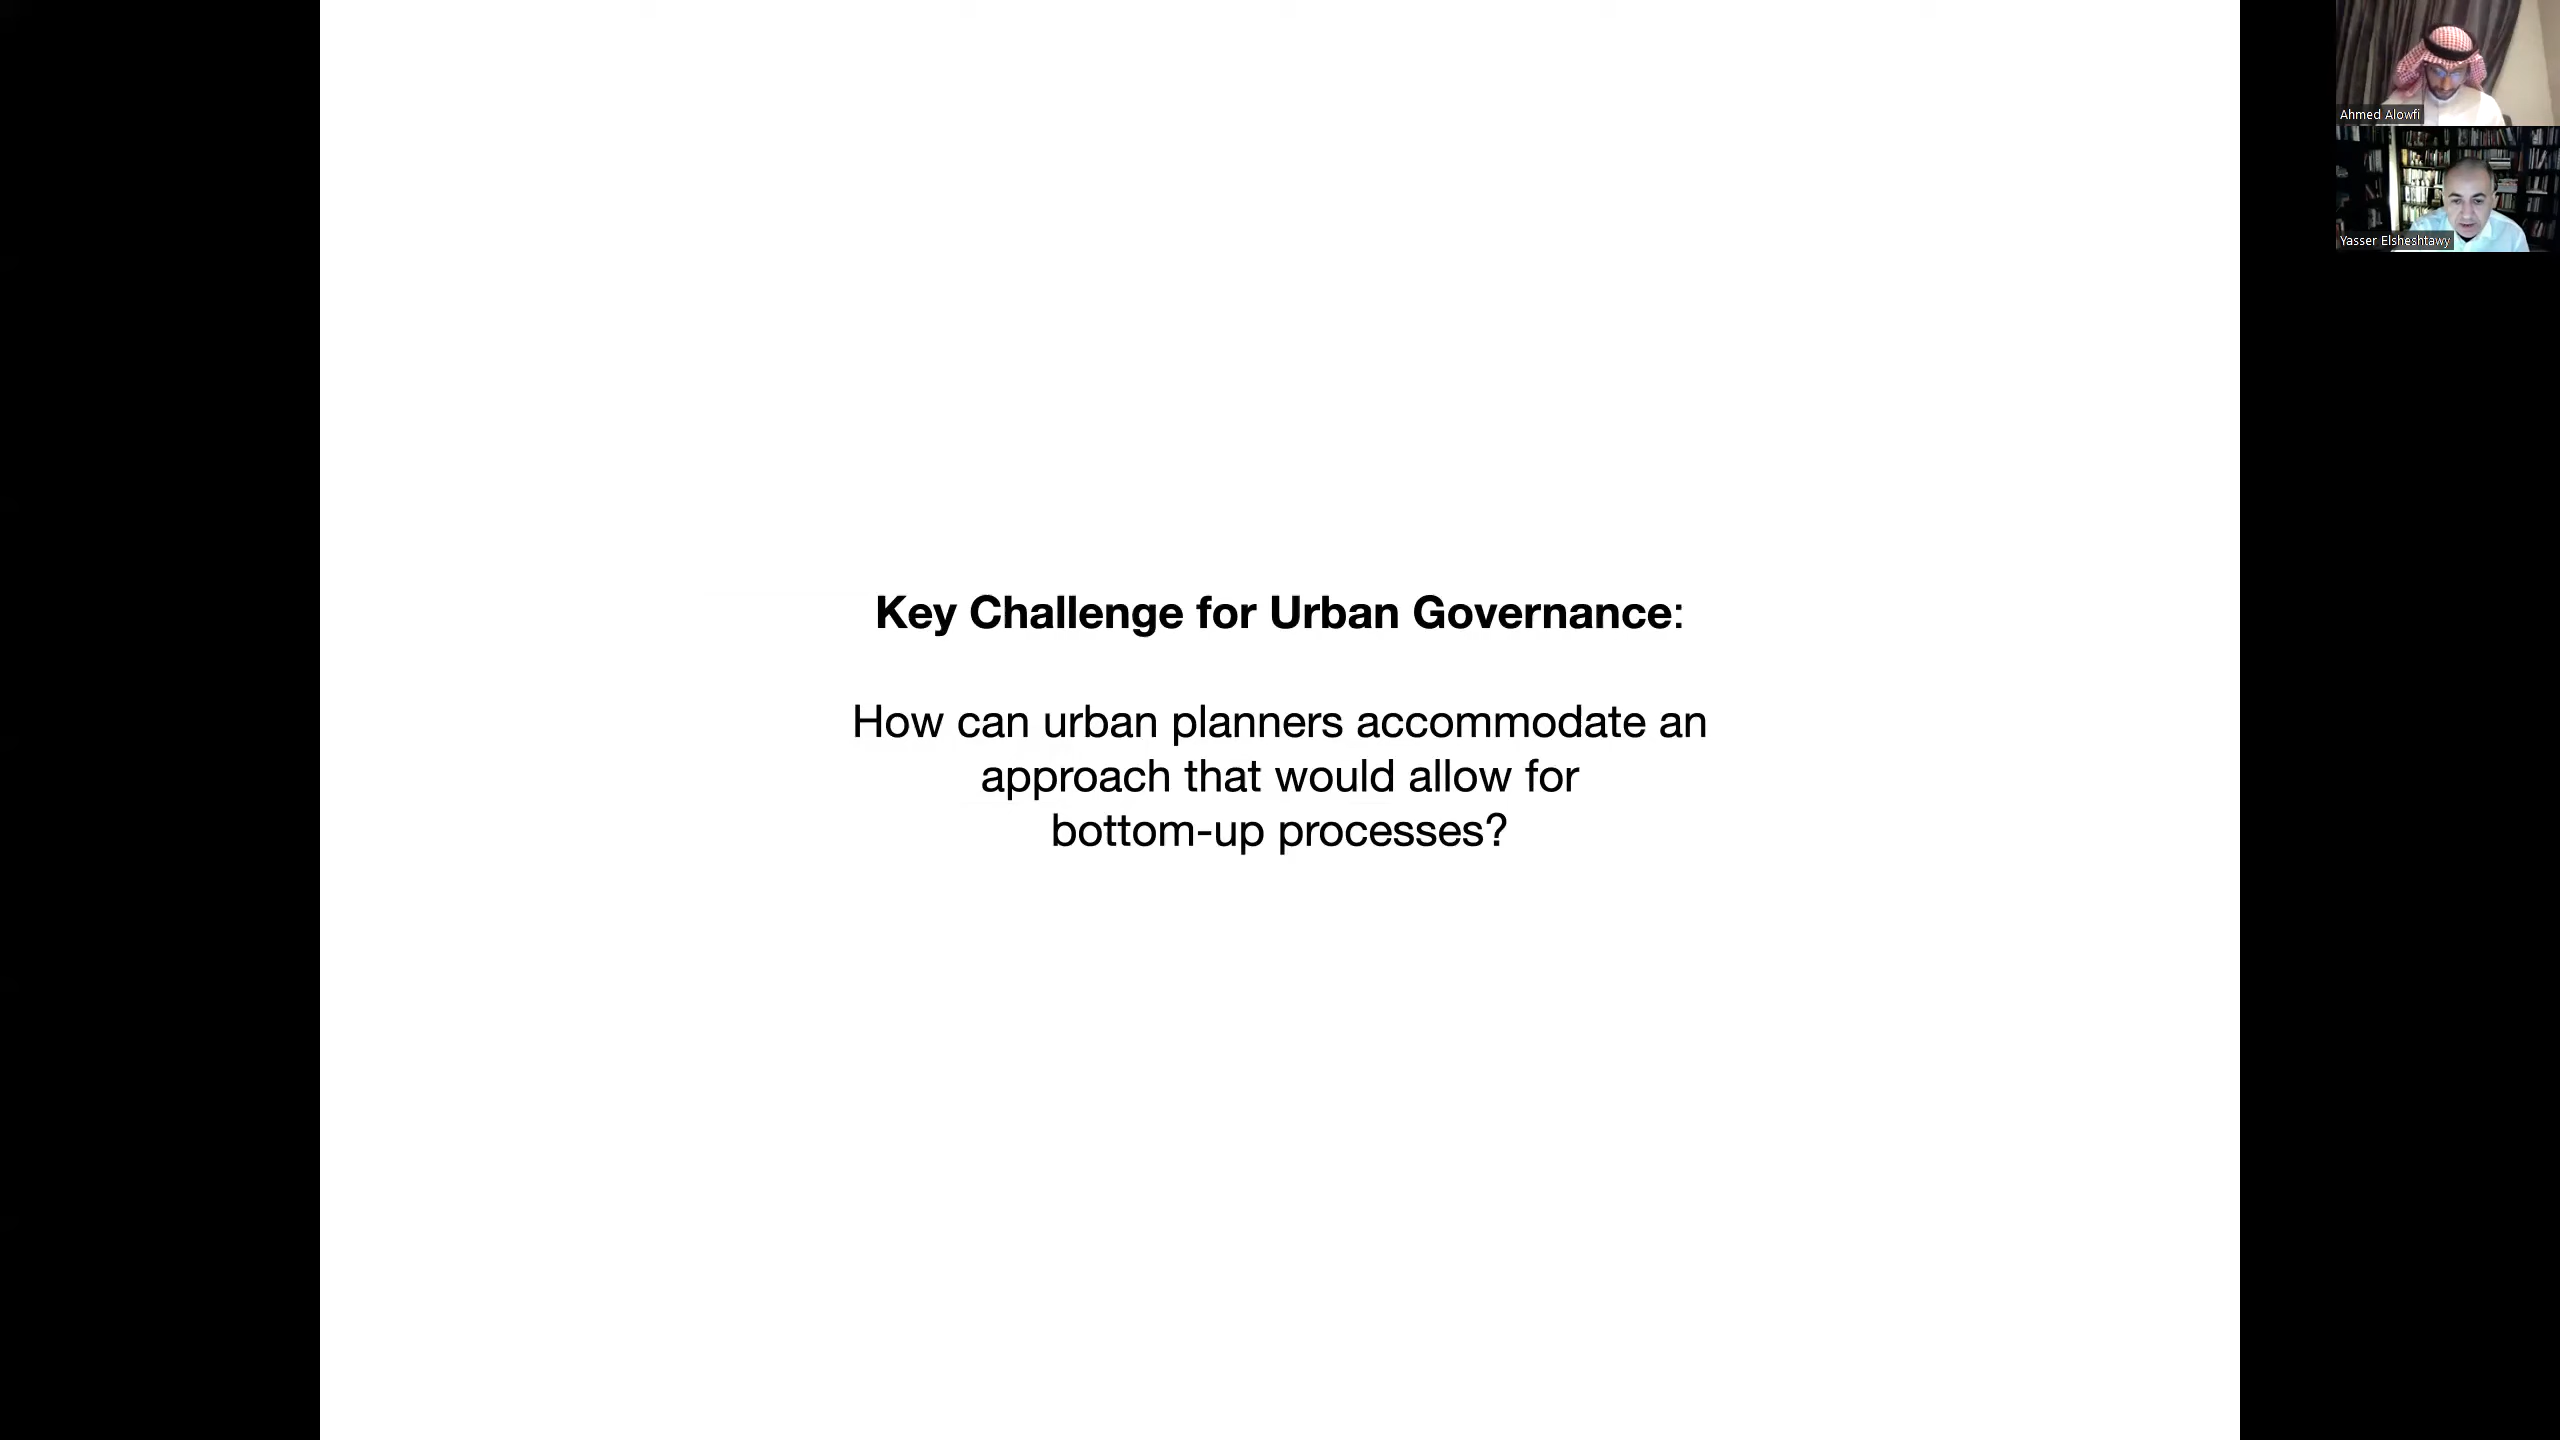 Key Challenge for Urban Governance:
How can urban planners accommodate an
approach that would allow for
bottom-up processes?
Ahmed Alowfi
Yasser Elsheshtawy